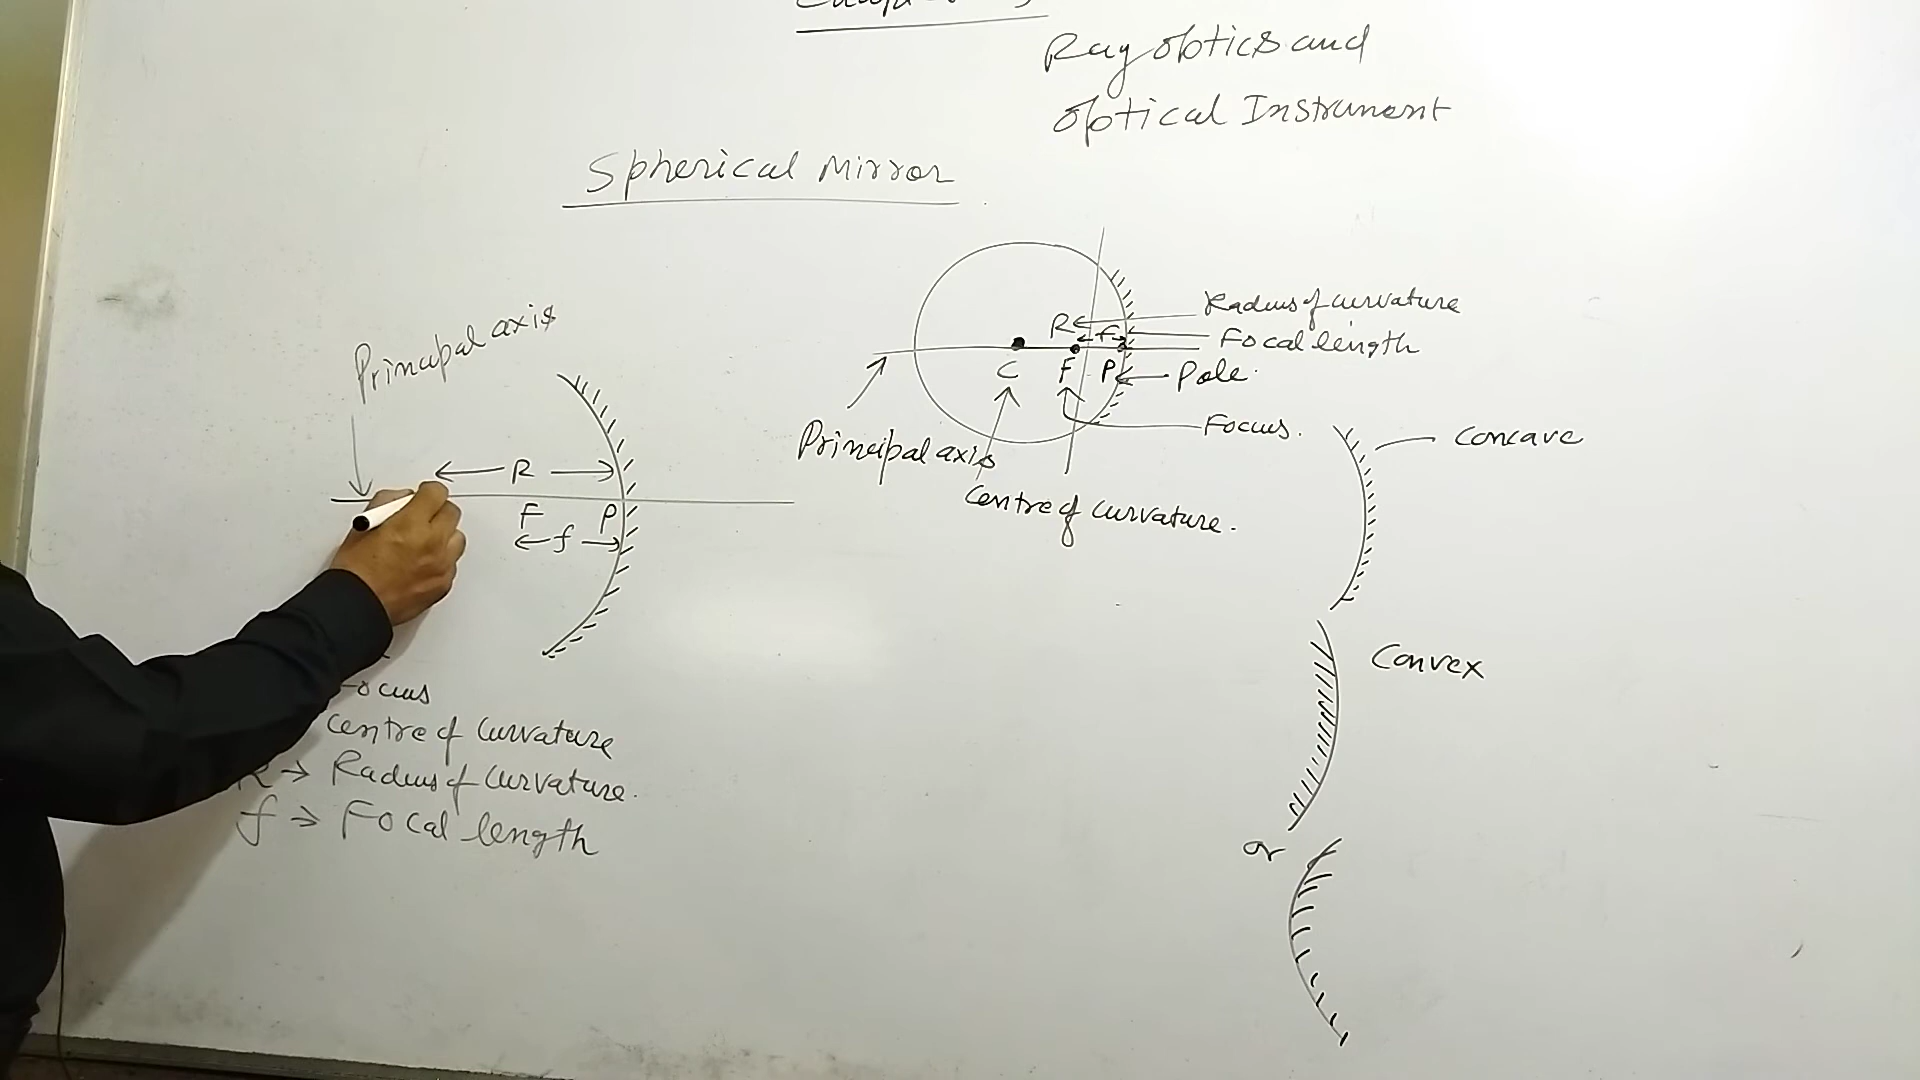 Ray optics and
optical Instrument
Spherical Mirror
Principal axis
R
F
P
f
Focus
Centre of Curvature
R → Radius of Curvature.
f → Focal length
R
f
C
F
P
Radius of curvature
Focal length
Pole.
Focus.
Principal axis
Centre of Curvature.
Concave
Convex
or